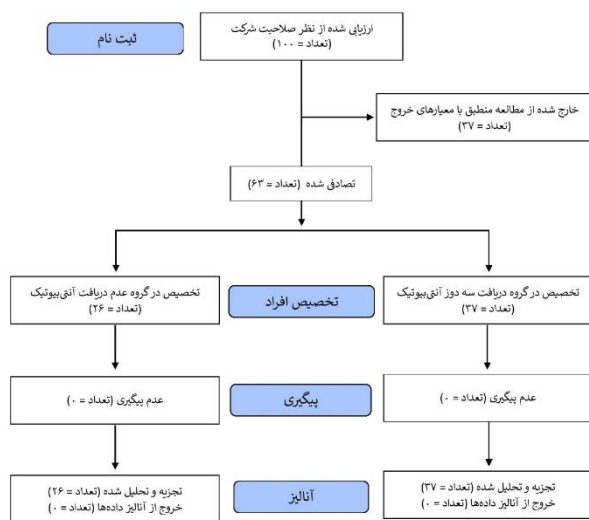 ثبت نام
ارزیابی شده از نظر صلاحیت شرکت
(تعداد = ۱۰۰)
خارج شده از مطالعه منطبق با معیارهای خروج
(تعداد = ۳۷)
تصادفی شده (تعداد = ۶۳)
تخصیص در گروه دریافت سه دوز آنتی‌بیوتیک
(تعداد = ۳۷)
تخصیص افراد
تخصیص در گروه عدم دریافت آنتی‌بیوتیک
(تعداد = ۲۶)
عدم پیگیری (تعداد = ۰)
پیگیری
عدم پیگیری (تعداد = ۰)
تجزیه و تحلیل شده (تعداد = ۳۷)
خروج از آنالیز داده‌ها (تعداد = ۰)
آنالیز
تجزیه و تحلیل شده (تعداد = ۲۶)
خروج از آنالیز داده‌ها (تعداد = ۰)